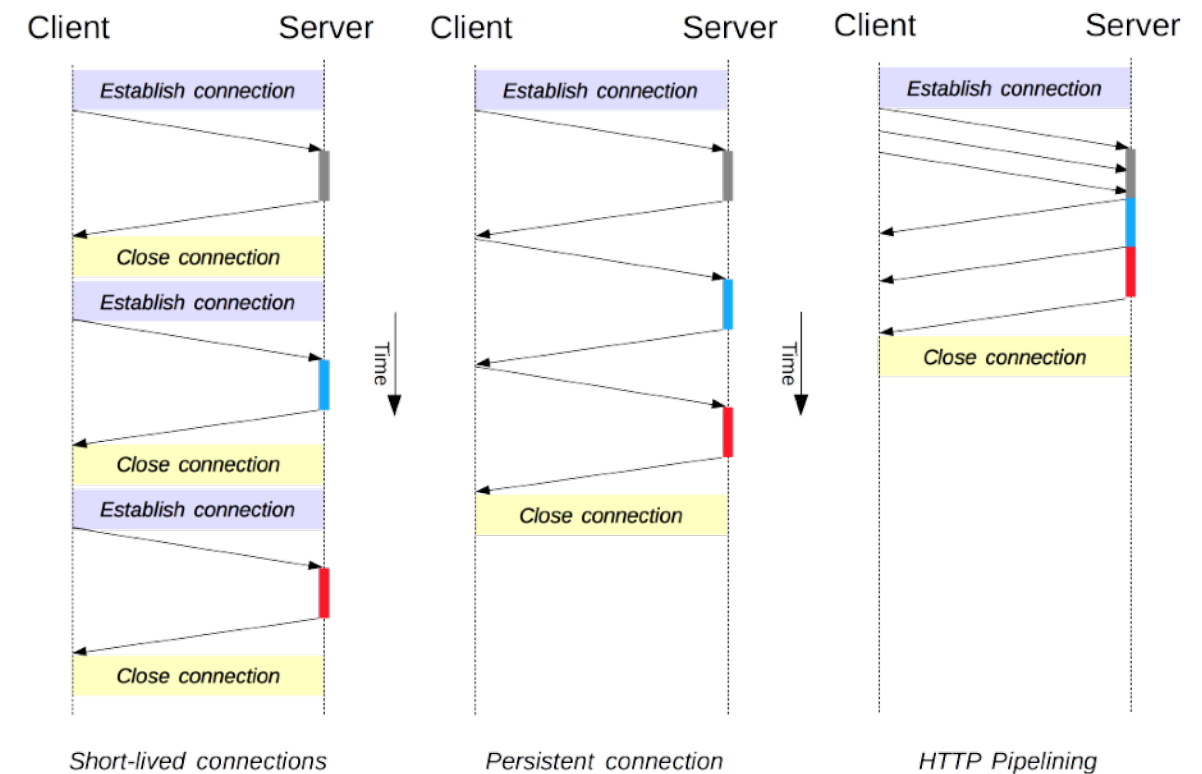 Client Server
Establish connection
Close connection
Establish connection
Close connection
Establish connection
Close connection
Short-lived connections
Time
Client Server
Establish connection
Close connection
Persistent connection
Time
Client Server
Establish connection
Close connection
HTTP Pipelining